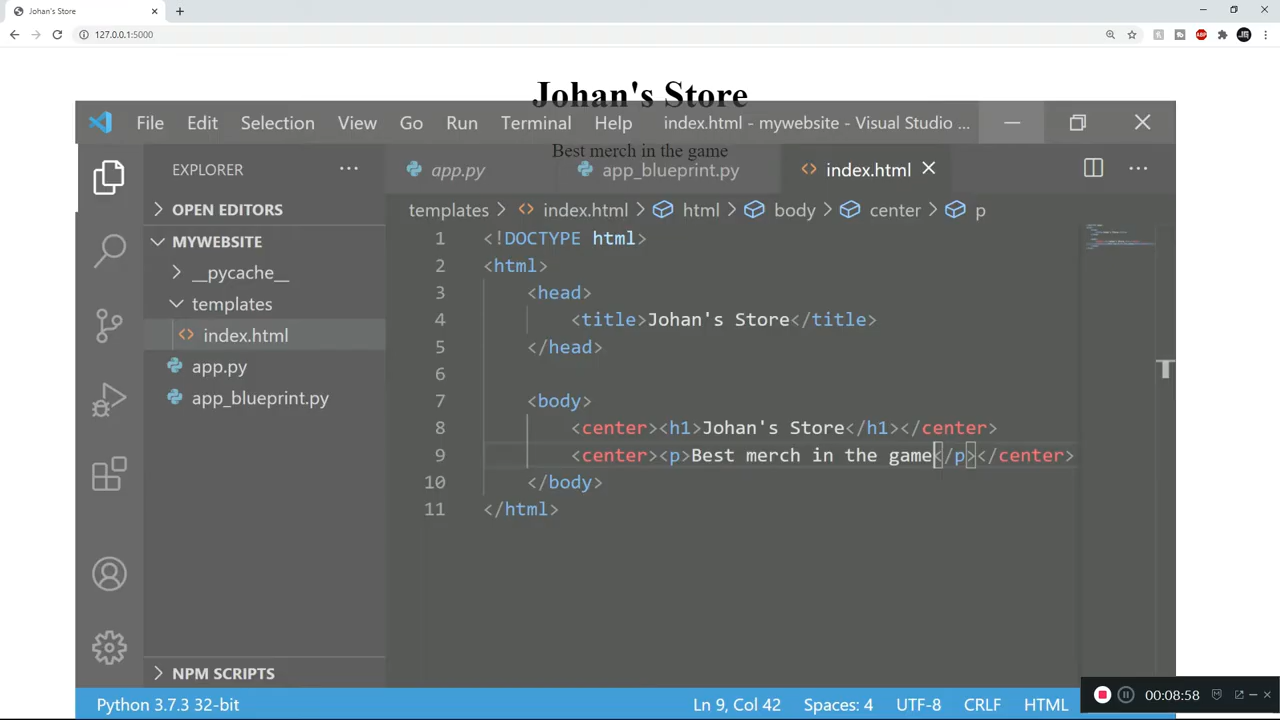 Johan's Store
127.0.0.1:5000
Johan's Store
Best merch in the game
File Edit Selection View Go Run Terminal Help index.html - mywebsite - Visual Studio ...
EXPLORER
app.py app_blueprint.py index.html
OPEN EDITORS
templates > index.html > html > body > center > p
MYWEBSITE
__pycache__
templates
index.html
app.py
app_blueprint.py
1 <!DOCTYPE html>
2 <html>
3 <head>
4 <title>Johan's Store</title>
5 </head>
6
7 <body>
8 <center><h1>Johan's Store</h1></center>
9 <center><p>Best merch in the game</p></center>
10 </body>
11 </html>
NPM SCRIPTS
Python 3.7.3 32-bit
Ln 9, Col 42 Spaces: 4 UTF-8 CRLF HTML
00:08:58